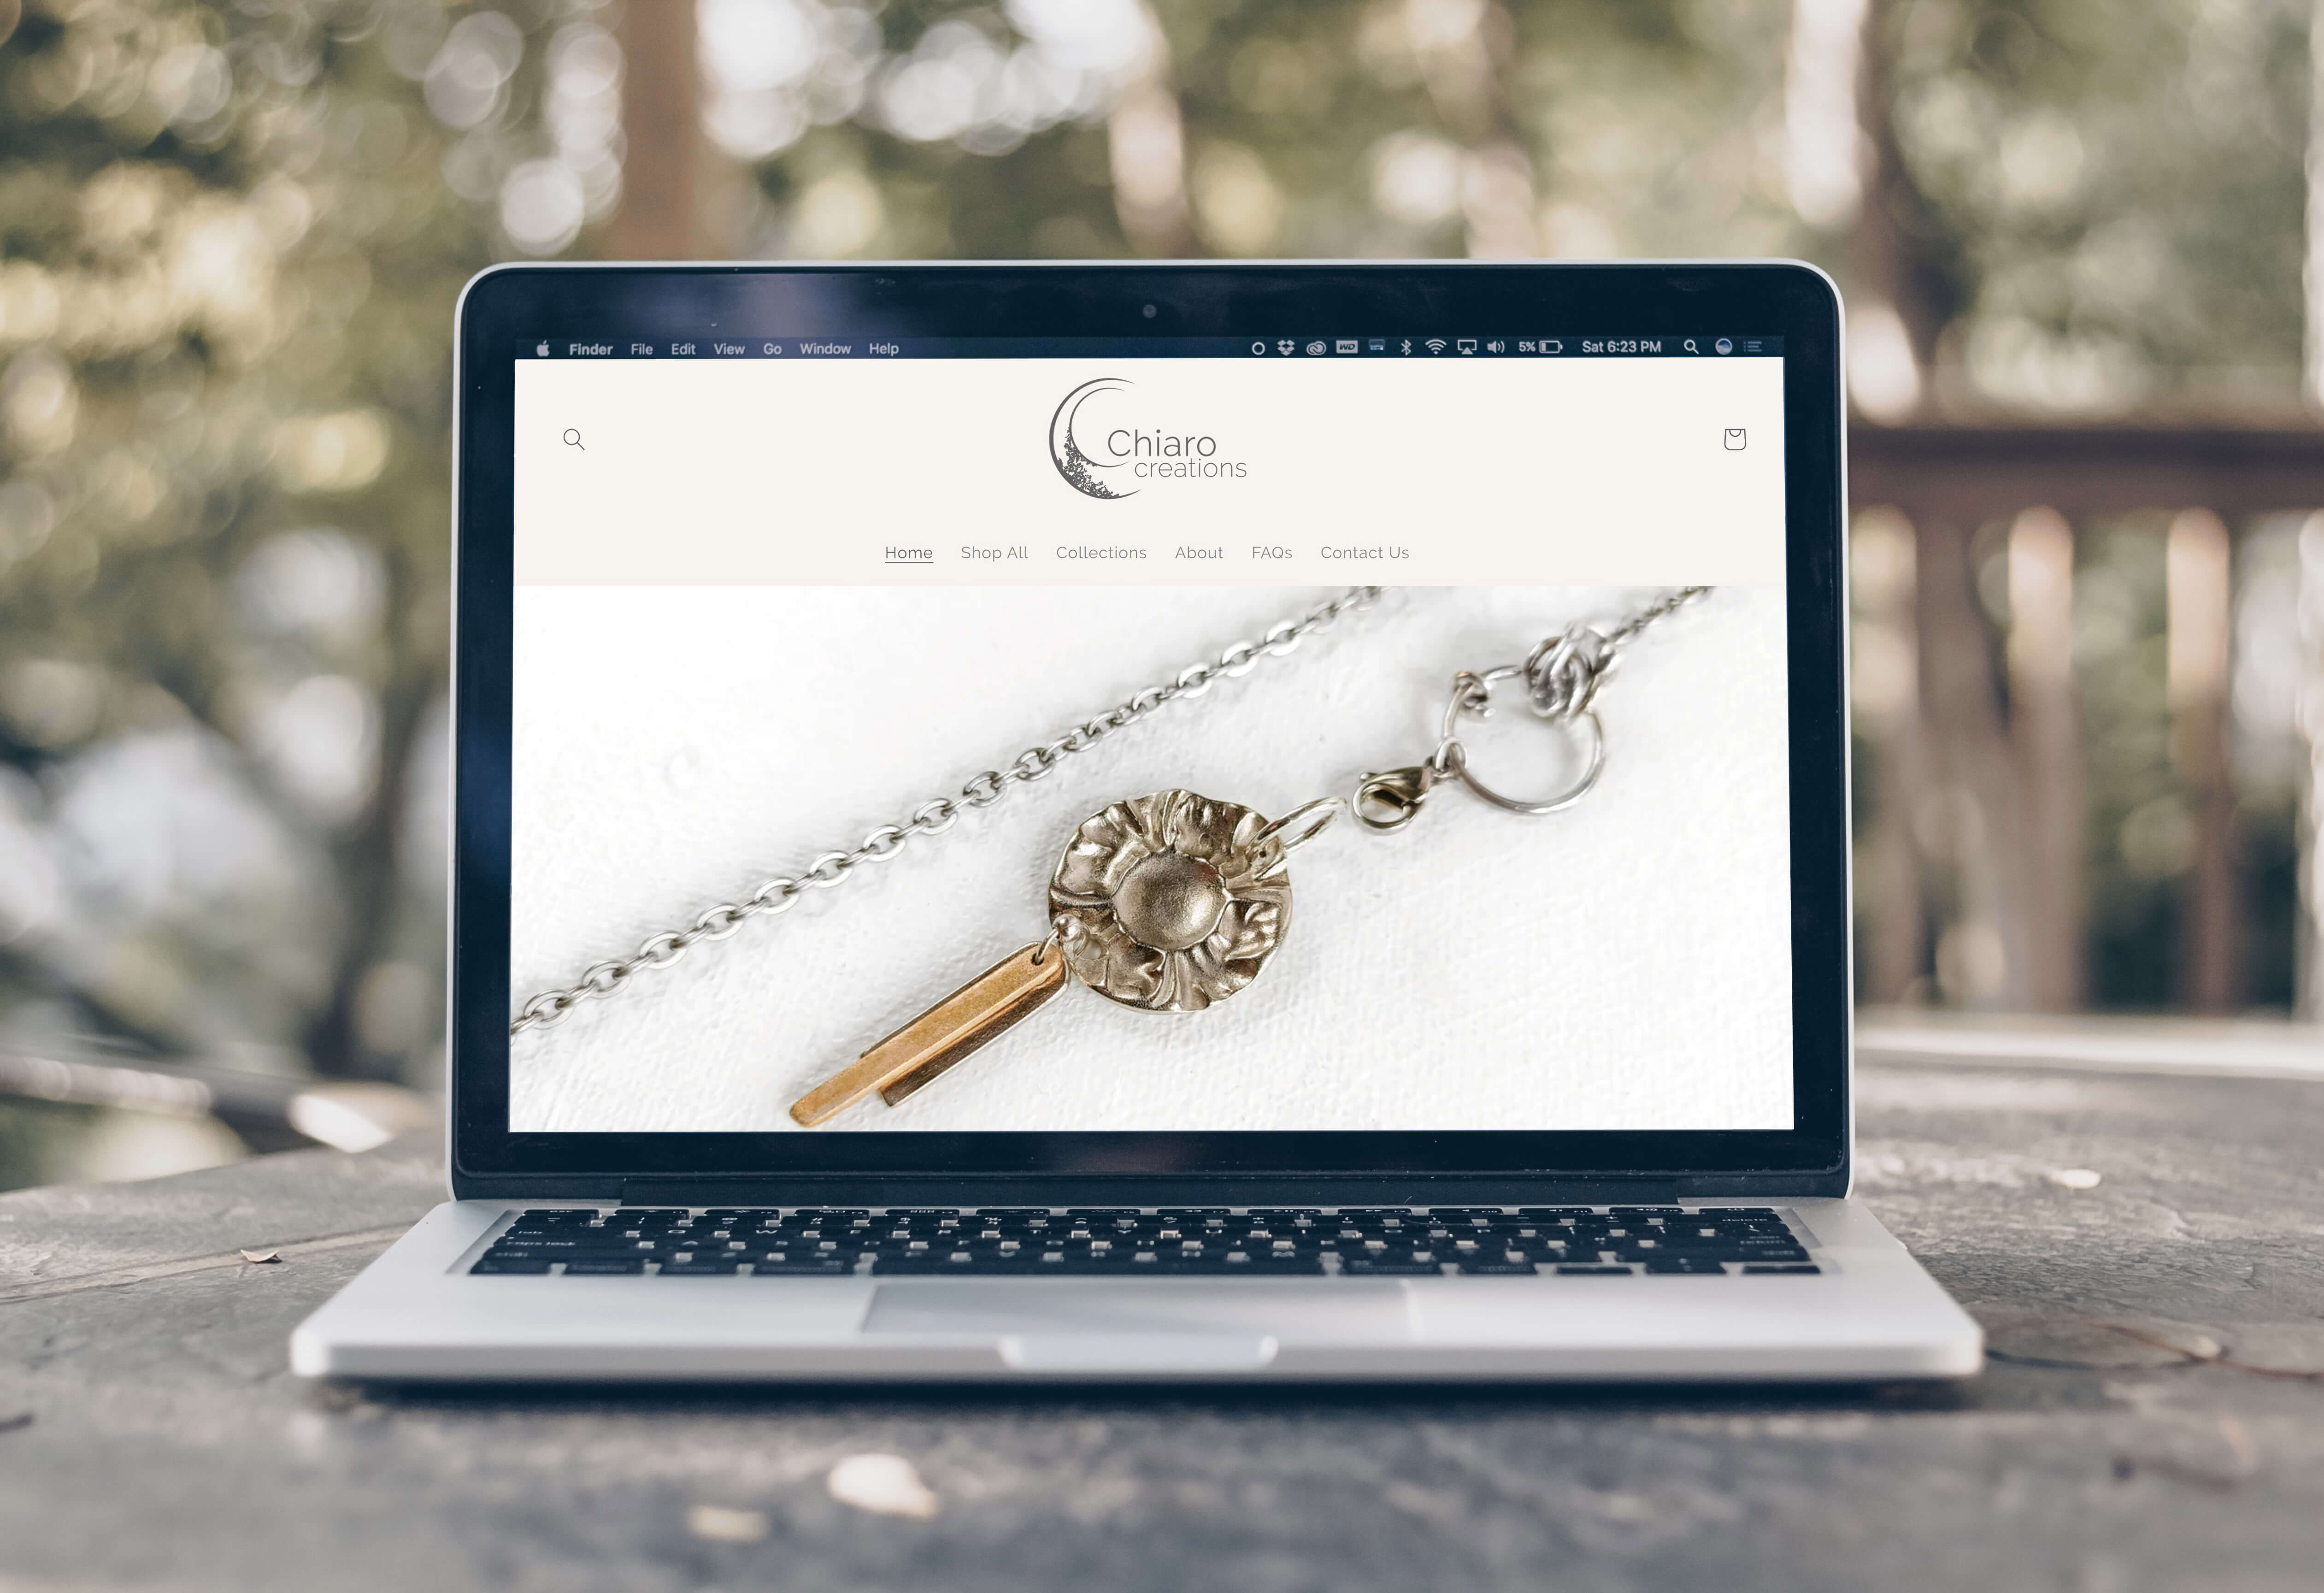 Finder File Edit View Go Window Help WD 5% Sat 6:23 PM
Chiaro
creations
Home Shop All Collections About FAQs Contact Us